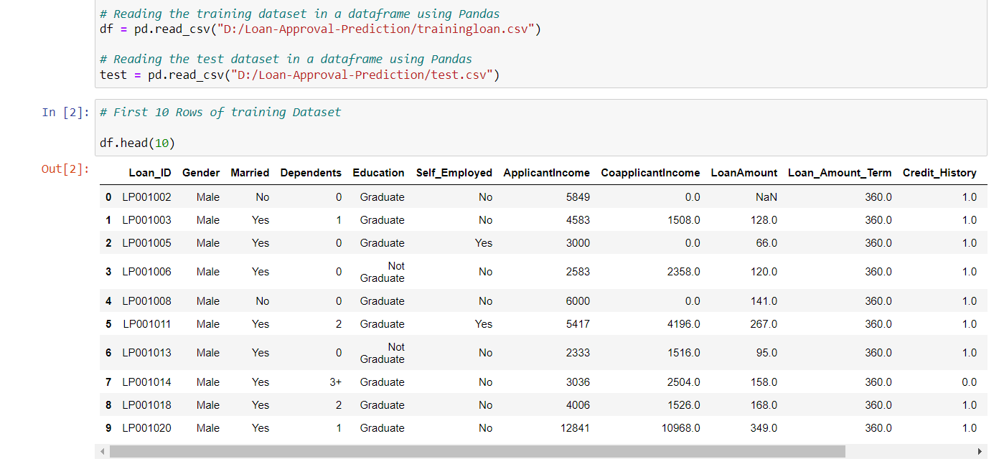 # Reading the training dataset in a dataframe using Pandas
df = pd.read_csv("D:/Loan-Approval-Prediction/trainingloan.csv")
# Reading the test dataset in a dataframe using Pandas
test = pd.read_csv("D:/Loan-Approval-Prediction/test.csv")
In [2]: # First 10 Rows of training Dataset
df.head(10)
Out[2]:
Loan_ID Gender Married Dependents Education Self_Employed ApplicantIncome CoapplicantIncome LoanAmount Loan_Amount_Term Credit_History
0 LP001002 Male No 0 Graduate No 5849 0.0 NaN 360.0 1.0
1 LP001003 Male Yes 1 Graduate No 4583 1508.0 128.0 360.0 1.0
2 LP001005 Male Yes 0 Graduate Yes 3000 0.0 66.0 360.0 1.0
3 LP001006 Male Yes 0 Not Graduate No 2583 2358.0 120.0 360.0 1.0
4 LP001008 Male No 0 Graduate No 6000 0.0 141.0 360.0 1.0
5 LP001011 Male Yes 2 Graduate Yes 5417 4196.0 267.0 360.0 1.0
6 LP001013 Male Yes 0 Not Graduate No 2333 1516.0 95.0 360.0 1.0
7 LP001014 Male Yes 3+ Graduate No 3036 2504.0 158.0 360.0 0.0
8 LP001018 Male Yes 2 Graduate No 4006 1526.0 168.0 360.0 1.0
9 LP001020 Male Yes 1 Graduate No 12841 10968.0 349.0 360.0 1.0